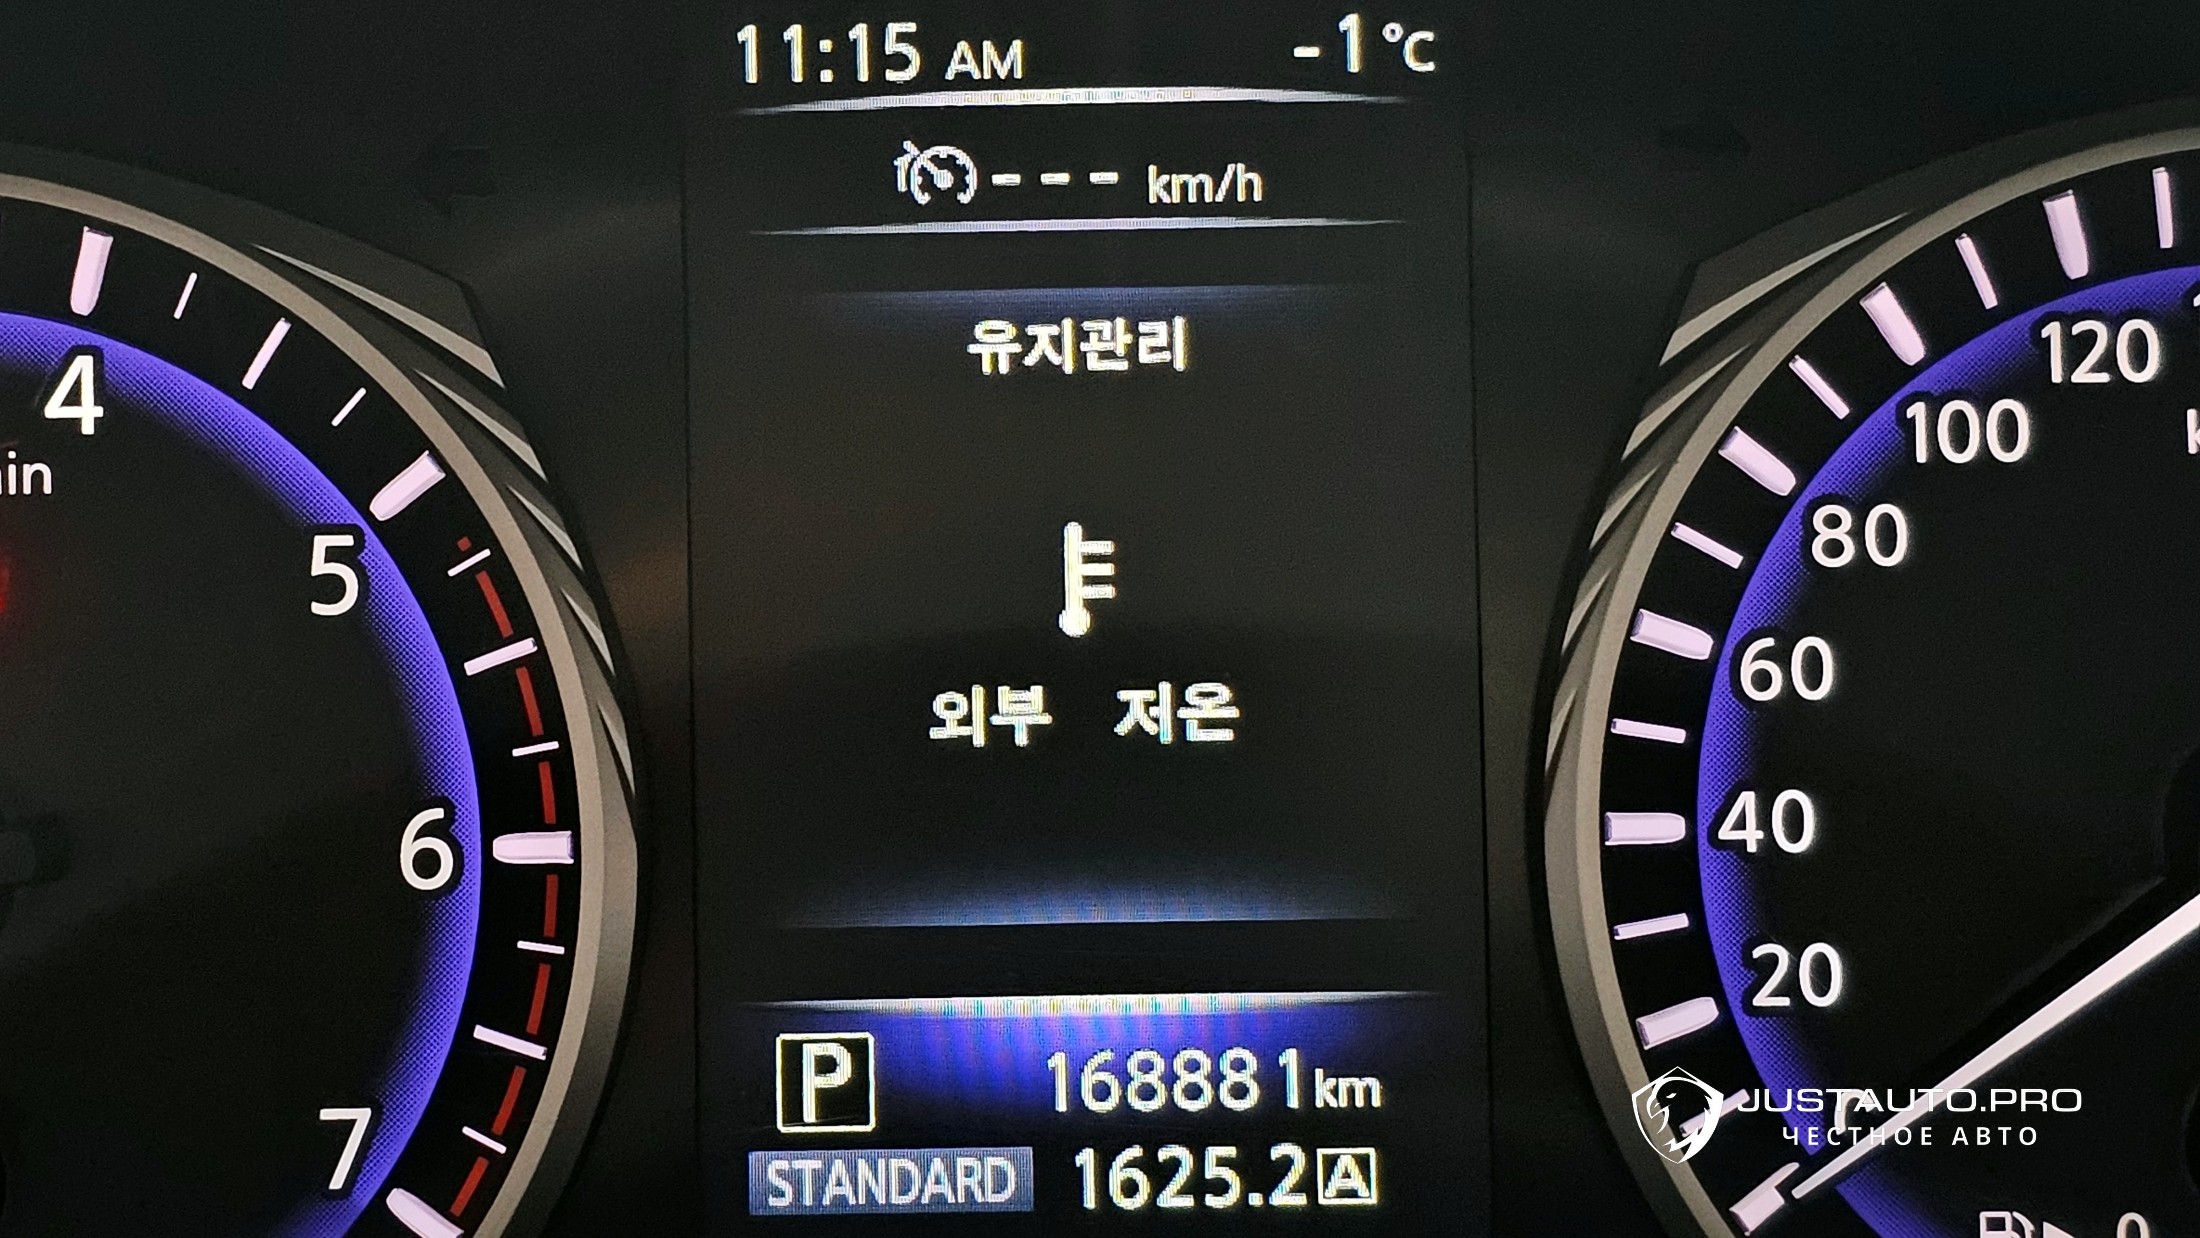 11:15 AM
-1 °C
--- km/h
유지관리
외부 저온
P
168881 km
STANDARD
1625.2 A
4
in
5
6
7
120
100
80
60
40
20
JUSTAUTO.PRO
ЧЕСТНОЕ АВТО
0